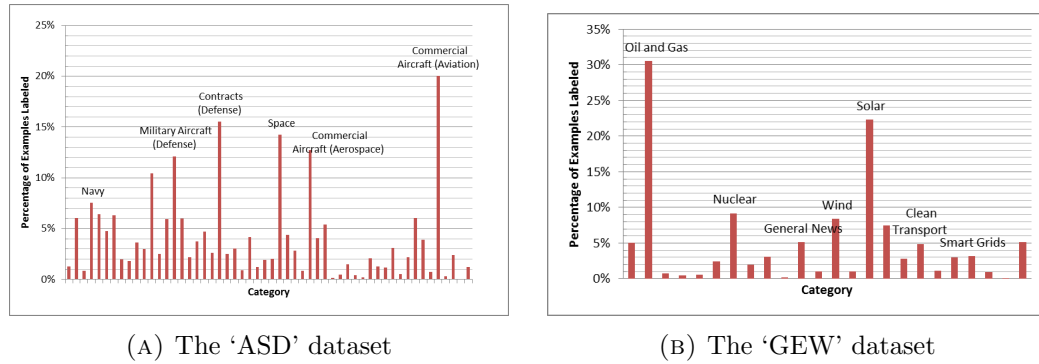 25%
20%
15%
10%
5%
0%
Percentage of Examples Labeled
Navy
Military Aircraft
(Defense)
Contracts
(Defense)
Space
Commercial
Aircraft (Aerospace)
Commercial
Aircraft (Aviation)
Category
(A) The ‘ASD’ dataset
35%
30%
25%
20%
15%
10%
5%
0%
Percentage of Examples Labeled
Oil and Gas
Nuclear
General News
Wind
Solar
Clean
Transport
Smart Grids
Category
(B) The ‘GEW’ dataset